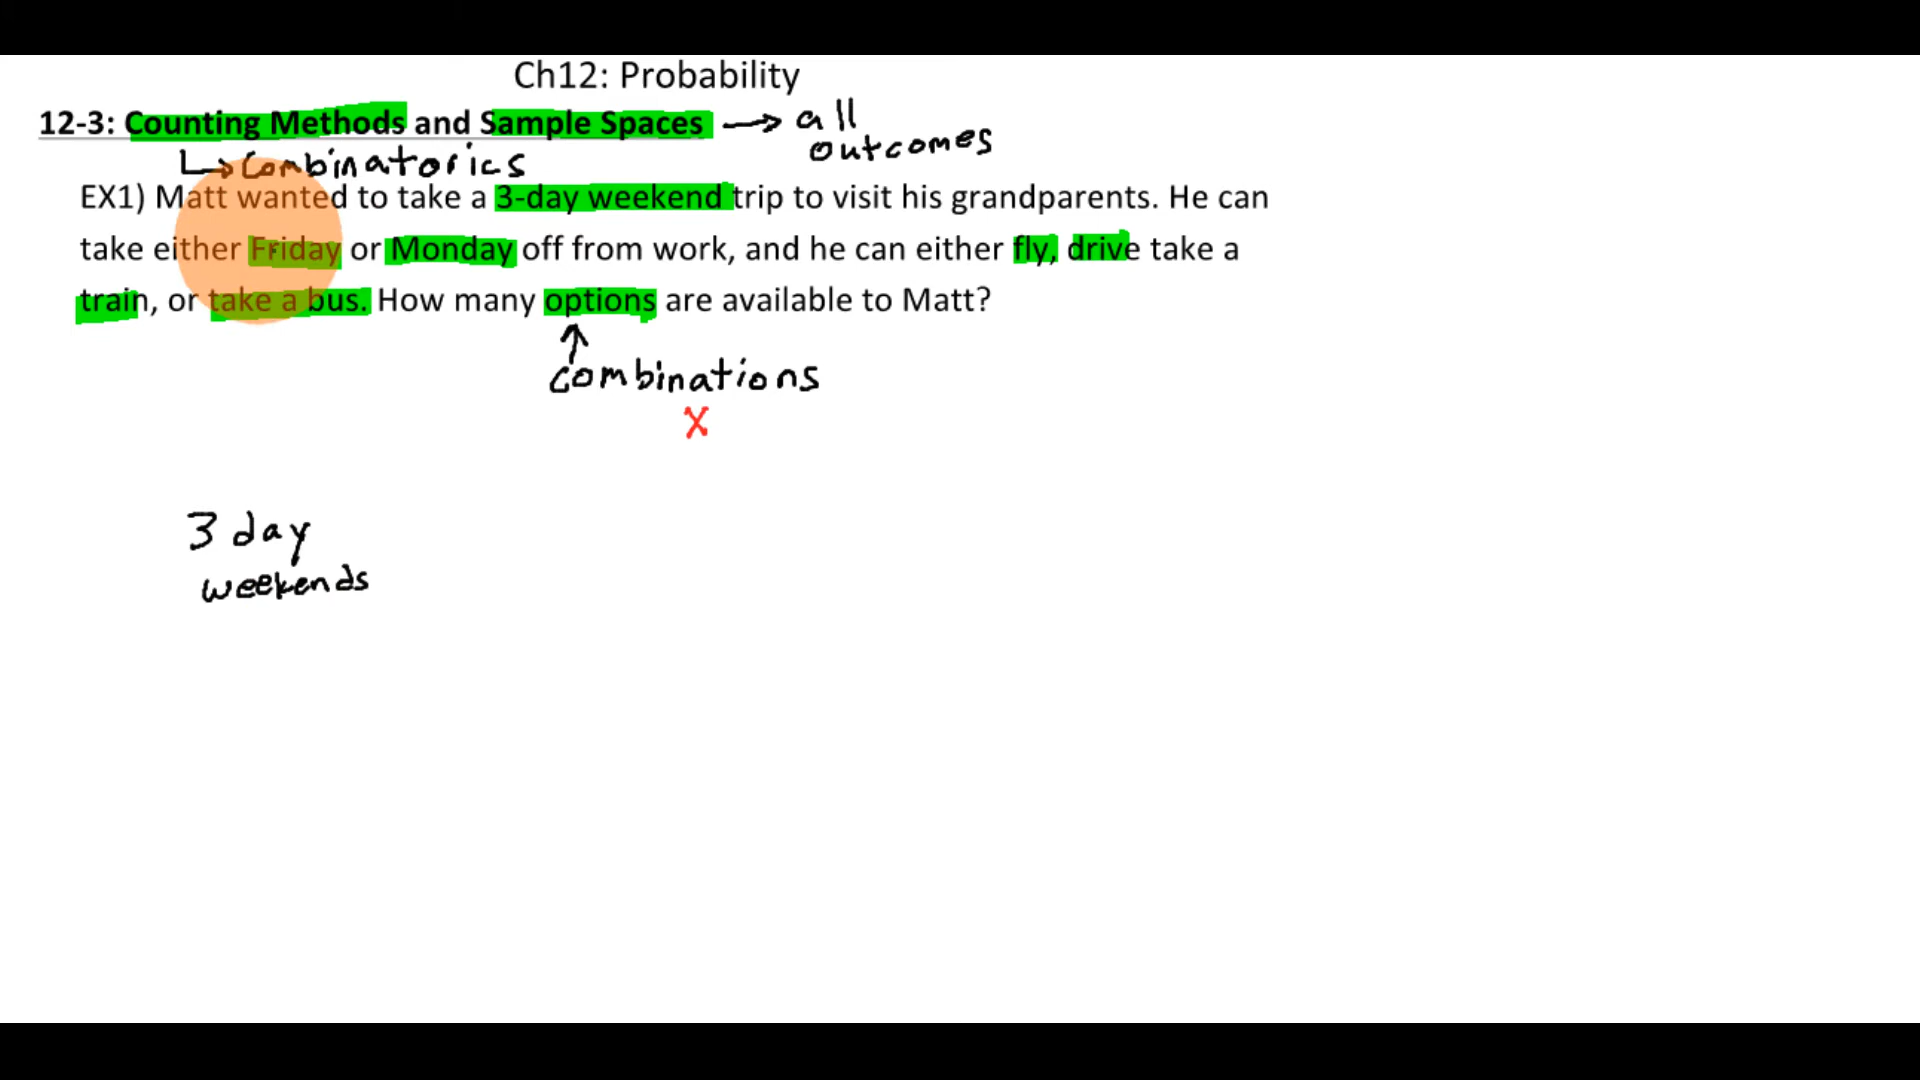 Ch12: Probability
12-3: Counting Methods and Sample Spaces → all
outcomes
↳ Combinatorics
EX1) Matt wanted to take a 3-day weekend trip to visit his grandparents. He can
take either Friday or Monday off from work, and he can either fly, drive take a
train, or take a bus. How many options are available to Matt?
↑
combinations
X
3 day
weekends